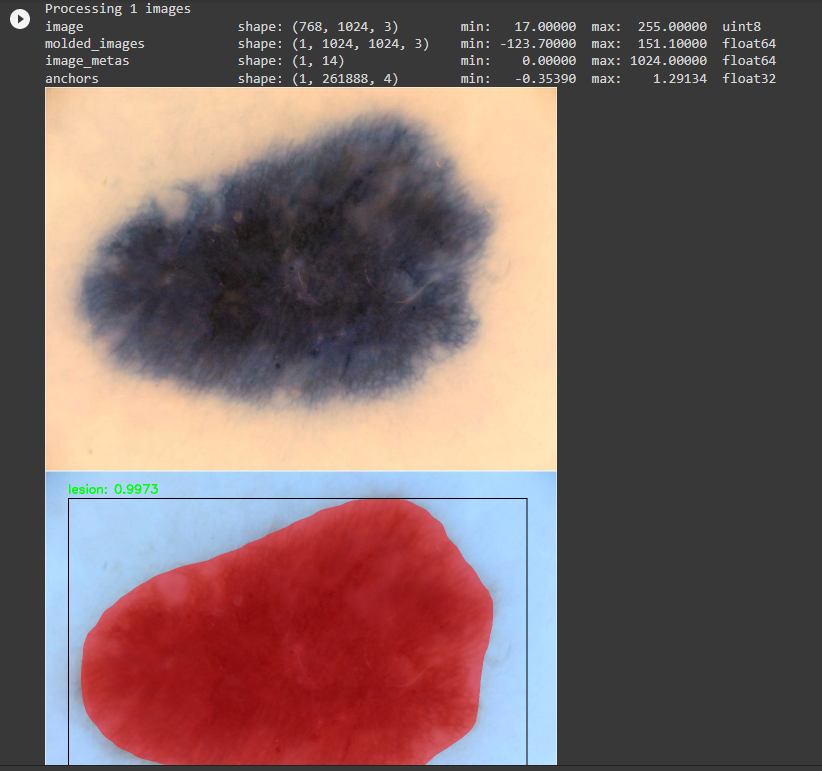 Processing 1 images
image                    shape: (768, 1024, 3)        min:   17.00000  max:  255.00000  uint8
molded_images            shape: (1, 1024, 1024, 3)    min: -123.70000  max:  151.10000  float64
image_metas              shape: (1, 14)               min:    0.00000  max: 1024.00000  float64
anchors                  shape: (1, 261888, 4)        min:   -0.35390  max:    1.29134  float32
lesion: 0.9973